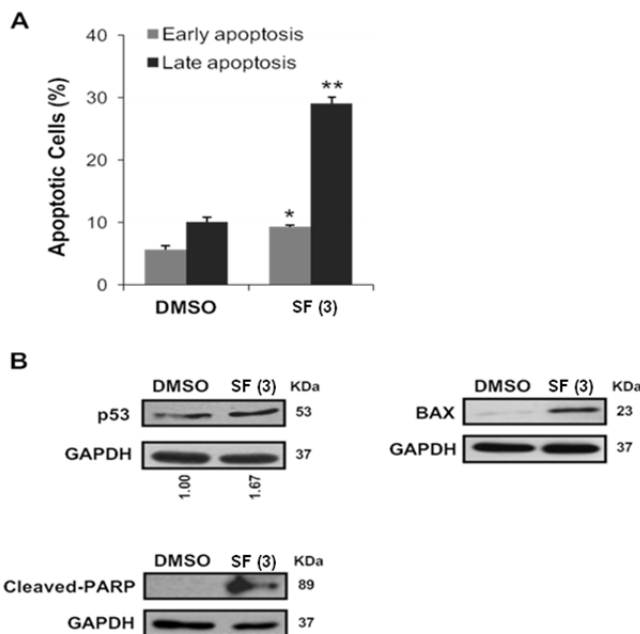 A
40
30
20
10
0
Apoptotic Cells (%)
Early apoptosis
Late apoptosis
*
**
DMSO SF (3)
B
DMSO SF (3) KDa
p53 53
GAPDH 37
1.00 1.67
DMSO SF (3) KDa
BAX 23
GAPDH 37
DMSO SF (3) KDa
Cleaved-PARP 89
GAPDH 37